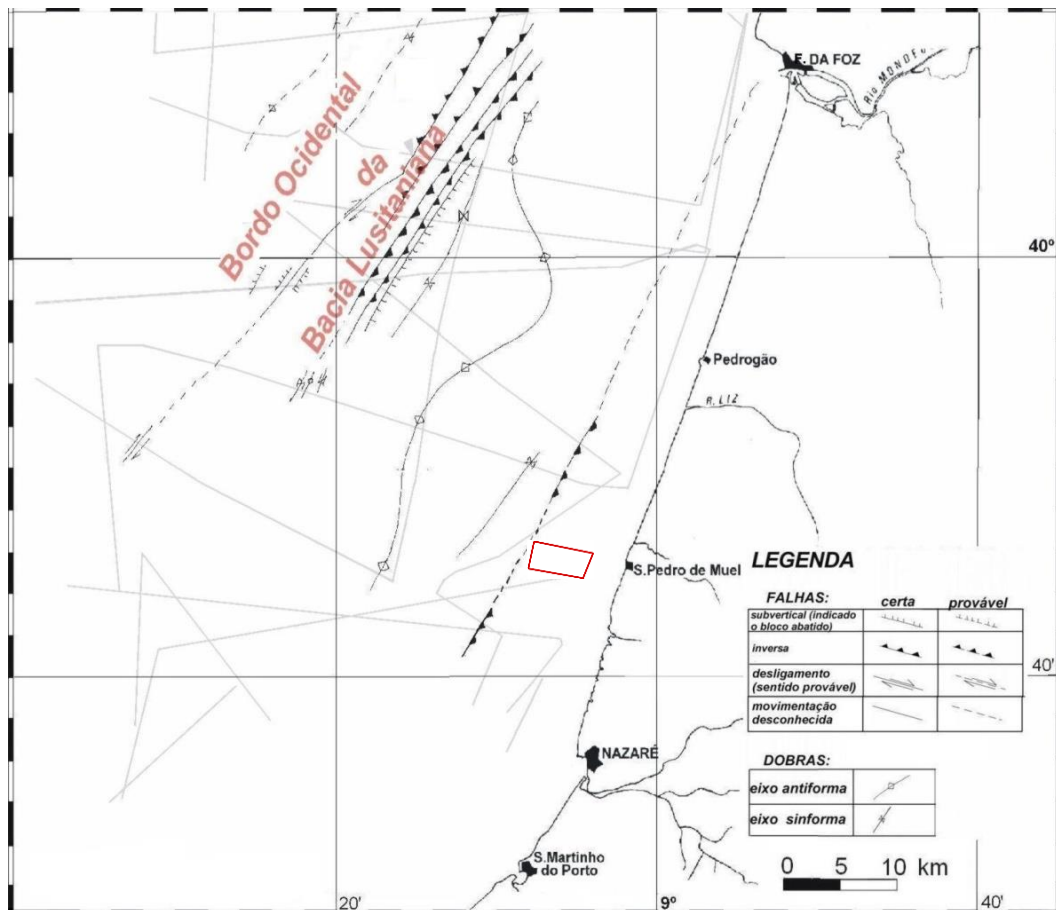 F. DA FOZ
Rio MONDEGO
40º
Bordo Ocidental
da
Bacia Lusitaniana
Pedrogão
R. LIZ
S.Pedro de Muel
LEGENDA
FALHAS:
certa
provável
subvertical (indicado
o bloco abatido)
inversa
desligamento
(sentido provável)
movimentação
desconhecida
40'
NAZARÉ
DOBRAS:
eixo antiforma
eixo sinforma
S.Martinho
do Porto
0 5 10 km
20'
9º
40'